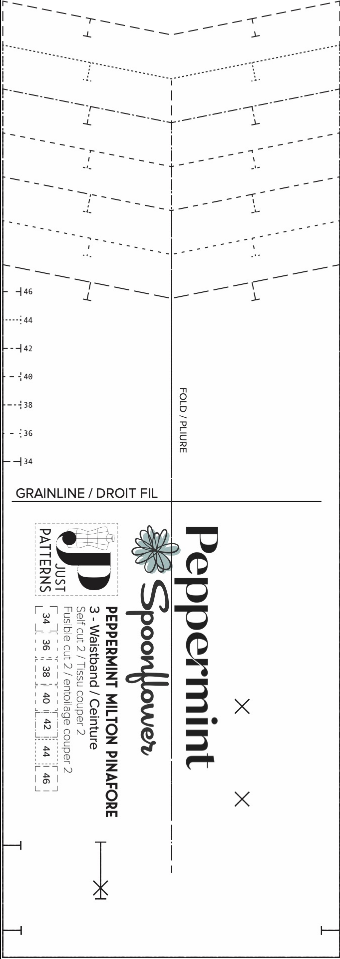 46
44
42
40
38
36
34
FOLD / PLIURE
GRAINLINE / DROIT FIL
Peppermint
Spoonflower
JP
JUST
PATTERNS
PEPPERMINT MILTON PINAFORE
3 - Waistband / Ceinture
Self cut 2 / Tissu couper 2
Fusible cut 2 / entoilage couper 2
34 36 38 40 42 44 46